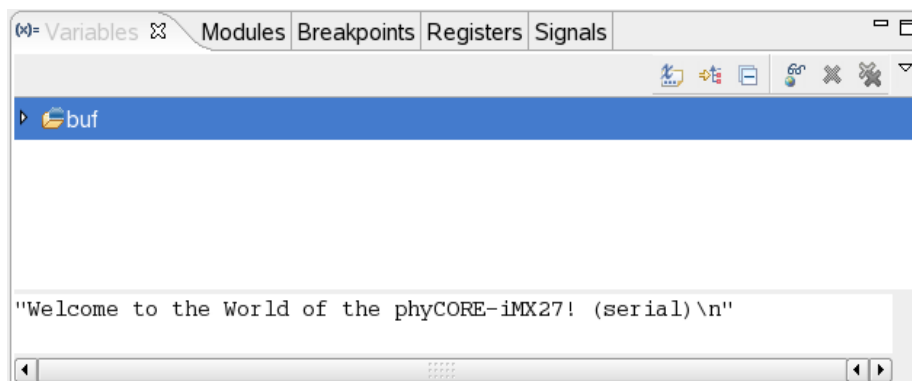 (x)= Variables Modules Breakpoints Registers Signals
buf
"Welcome to the World of the phyCORE-iMX27! (serial)\n"